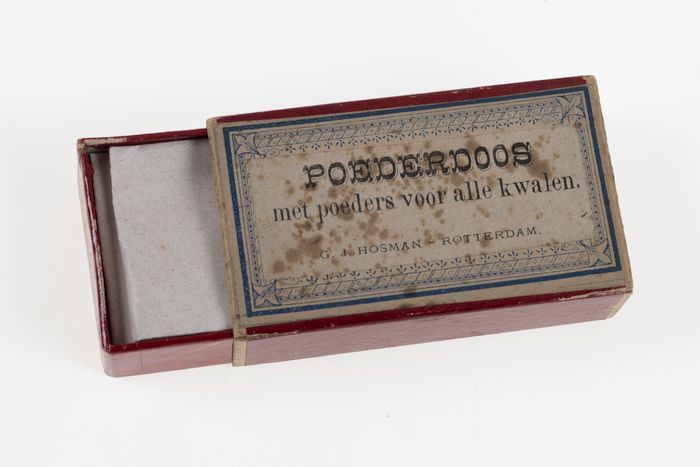 POEDERDOOS
met poeders voor alle kwalen.
G. J. HOSMAN - ROTTERDAM.